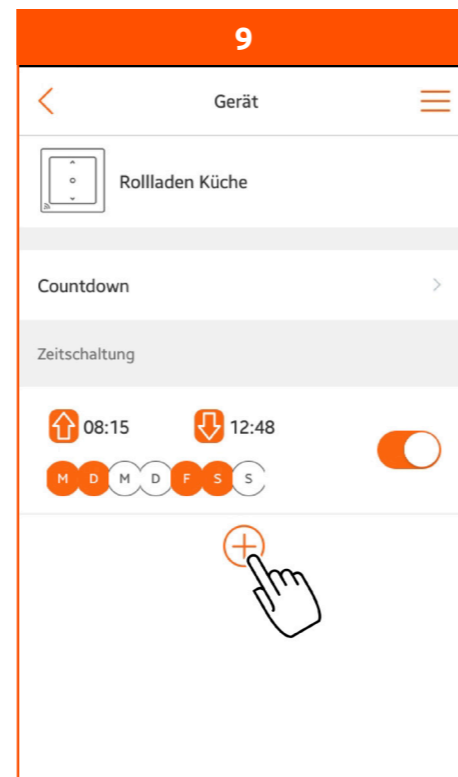 9
Gerät
Rollladen Küche
Countdown
Zeitschaltung
08:15 12:48
M D M D F S S